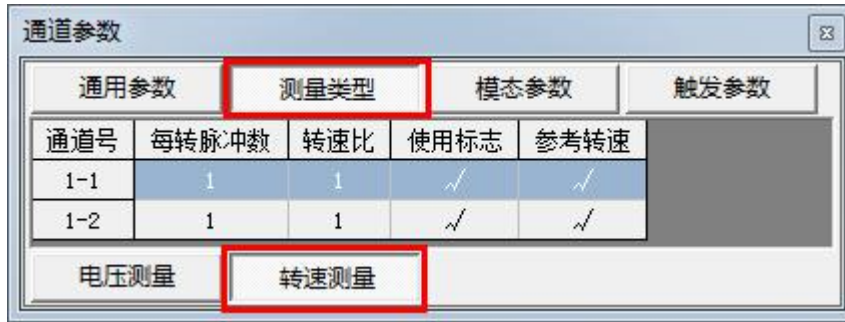 通道参数
通用参数 测量类型 模态参数 触发参数
通道号 每转脉冲数 转速比 使用标志 参考转速
1-1 1 1 √ √
1-2 1 1 √ √
电压测量 转速测量